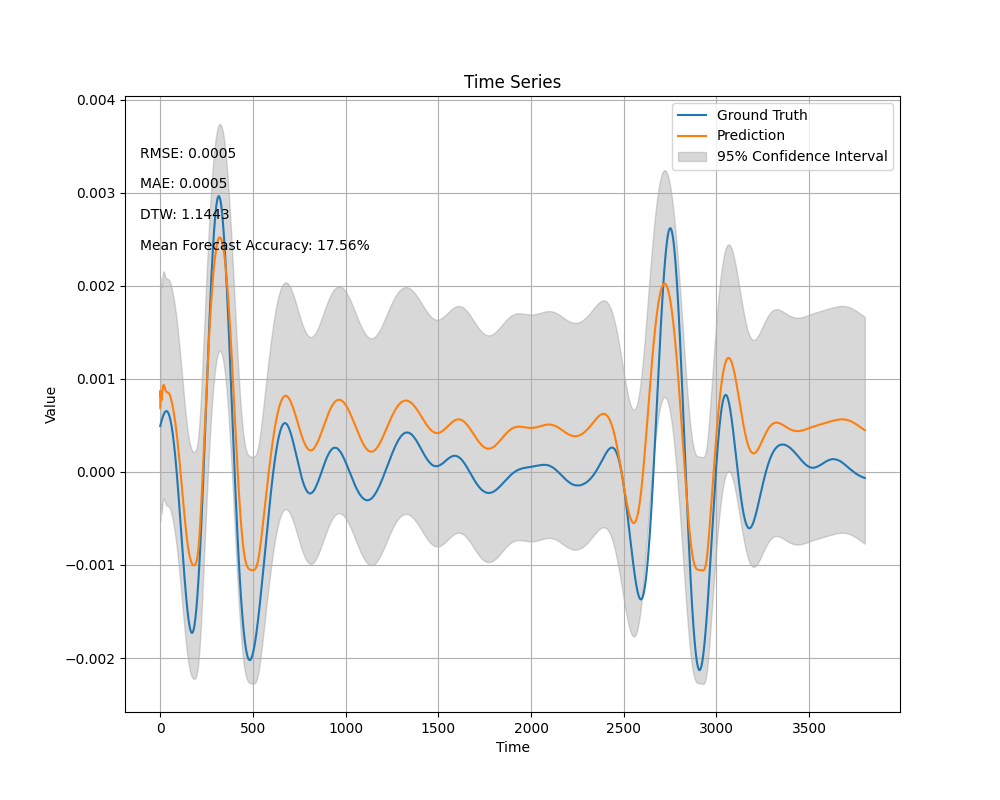 Time Series
Ground Truth
Prediction
95% Confidence Interval
RMSE: 0.0005
MAE: 0.0005
DTW: 1.1443
Mean Forecast Accuracy: 17.56%
0.004
0.003
0.002
0.001
0.000
−0.001
−0.002
Value
0 500 1000 1500 2000 2500 3000 3500
Time